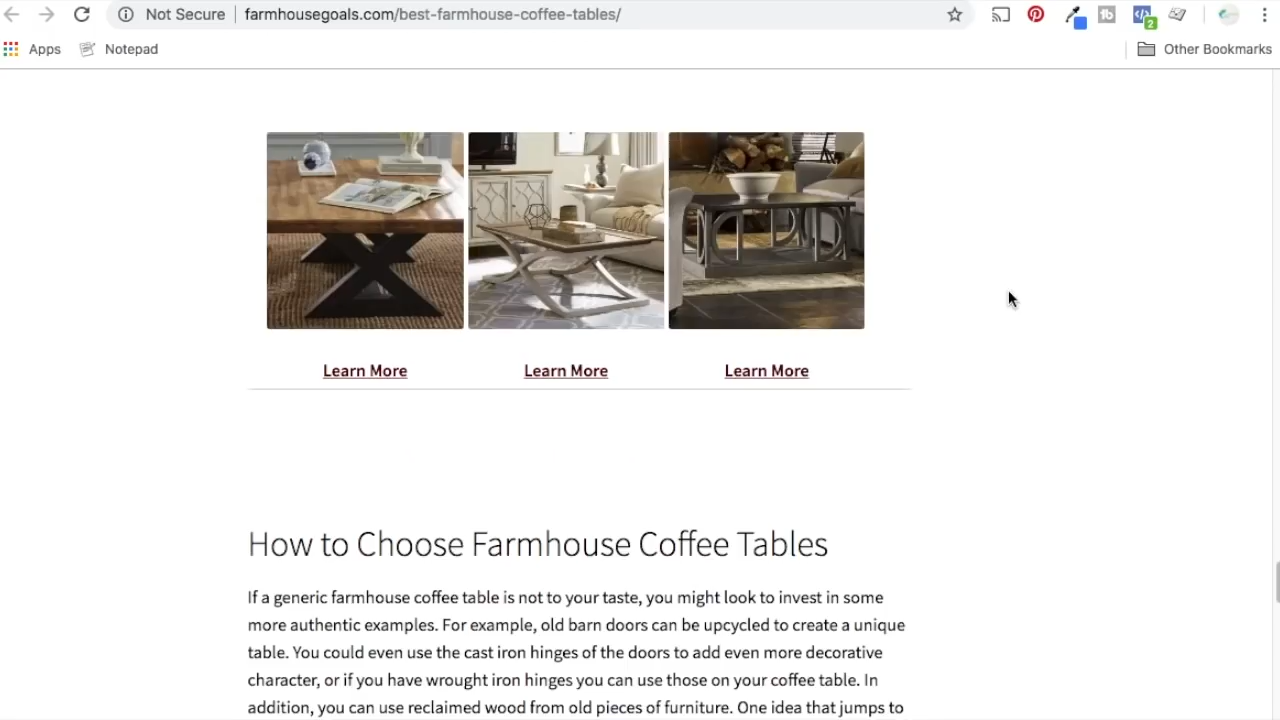 Not Secure farmhousegoals.com/best-farmhouse-coffee-tables/
2
Apps Notepad Other Bookmarks
Learn More Learn More Learn More
How to Choose Farmhouse Coffee Tables
If a generic farmhouse coffee table is not to your taste, you might look to invest in some
more authentic examples. For example, old barn doors can be upcycled to create a unique
table. You could even use the cast iron hinges of the doors to add even more decorative
character, or if you have wrought iron hinges you can use those on your coffee table. In
addition, you can use reclaimed wood from old pieces of furniture. One idea that jumps to